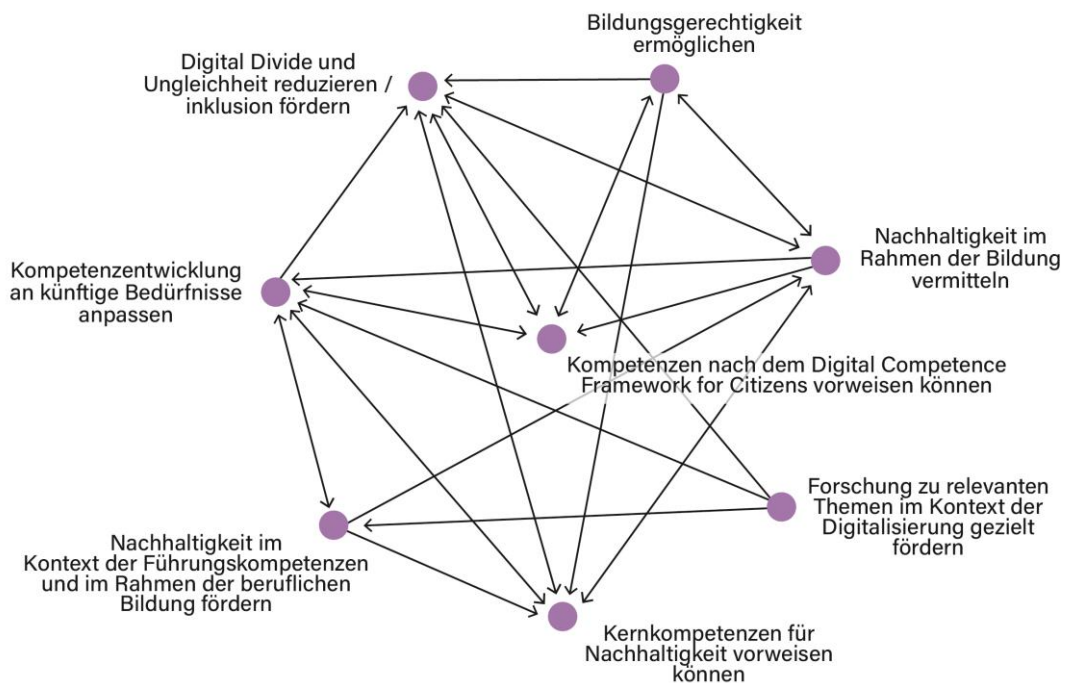 Bildungsgerechtigkeit
ermöglichen
Digital Divide und
Ungleichheit reduzieren /
inklusion fördern
Nachhaltigkeit im
Rahmen der Bildung
vermitteln
Kompetenzentwicklung
an künftige Bedürfnisse
anpassen
Kompetenzen nach dem Digital Competence
Framework for Citizens vorweisen können
Forschung zu relevanten
Themen im Kontext der
Digitalisierung gezielt
fördern
Nachhaltigkeit im
Kontext der Führungskompetenzen
und im Rahmen der beruflichen
Bildung fördern
Kernkompetenzen für
Nachhaltigkeit vorweisen
können